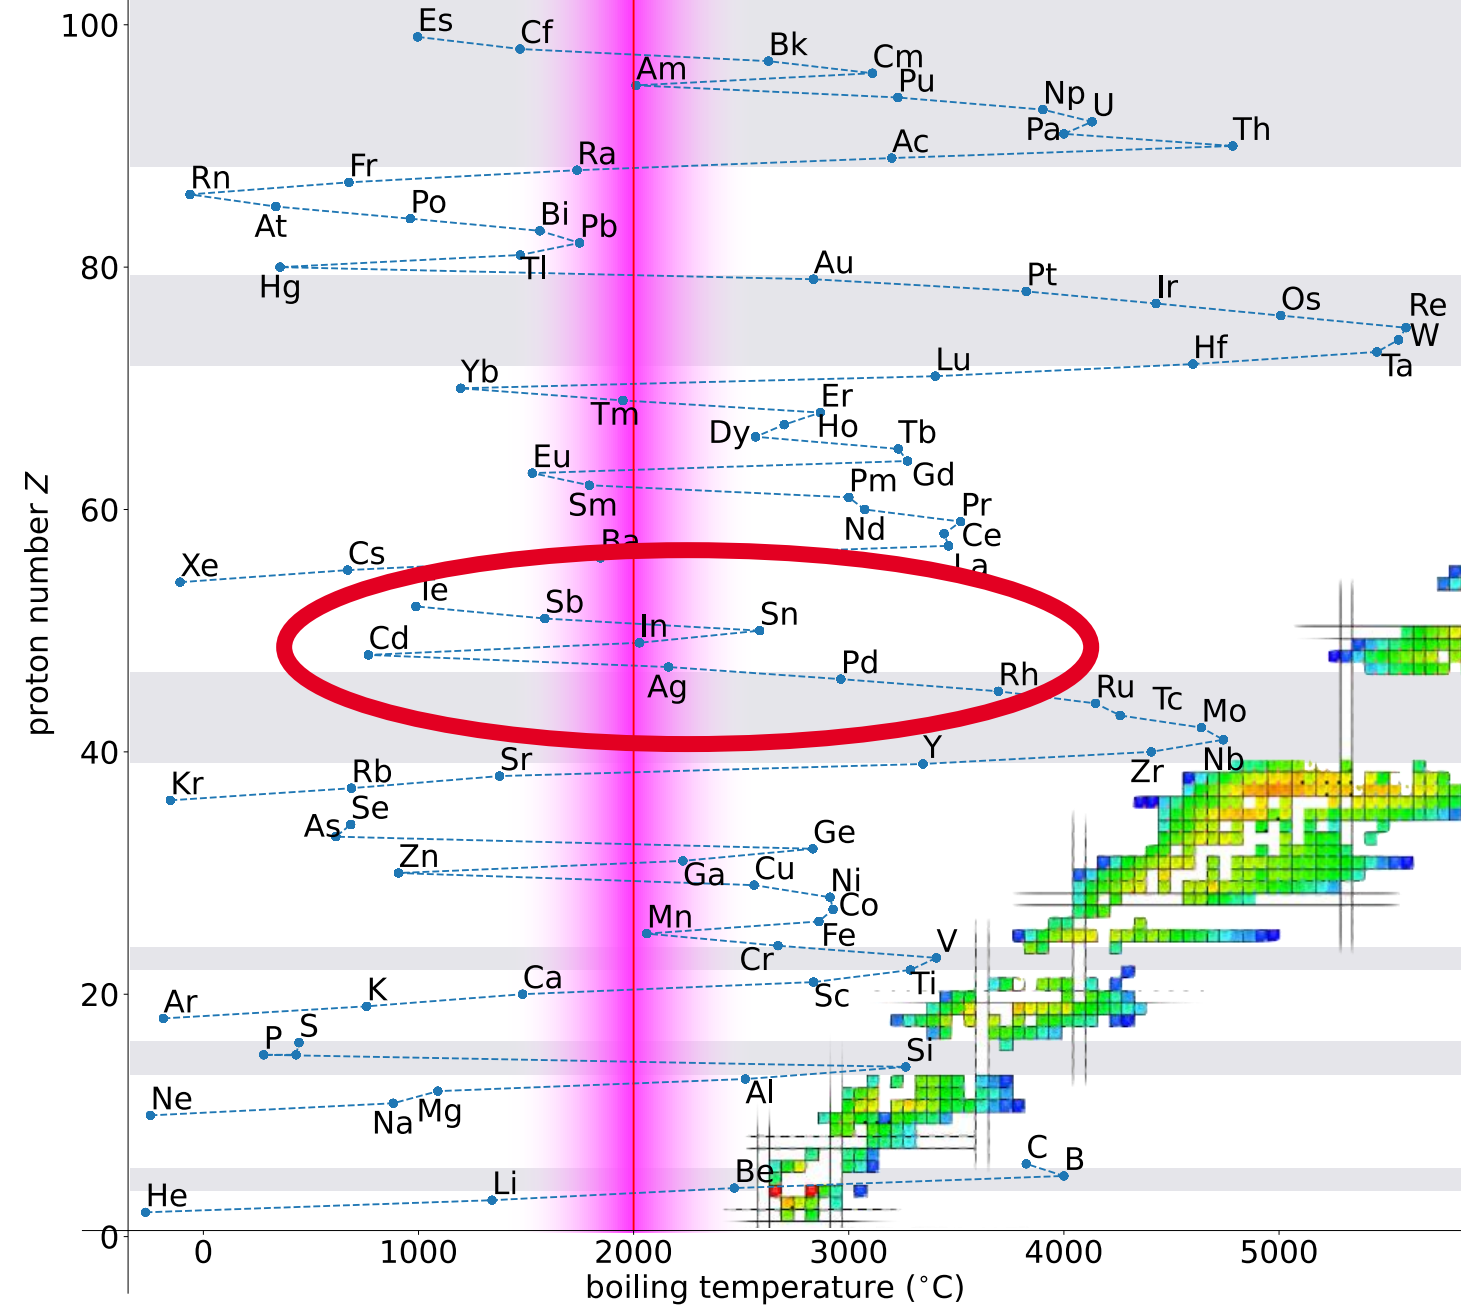 100
Es
Cf
Bk
Cm
Am
Pu
Np
U
Pa
Th
Ac
Ra
Fr
Rn
Po
At
Bi
Pb
Tl
80
Hg
Au
Pt
Ir
Os
Re
W
Ta
Hf
Lu
Yb
Er
Tm
Ho
Dy
Tb
Eu
Gd
Pm
Sm
60
Pr
Nd
Ce
Ba
La
Cs
Xe
Te
Sb
Sn
In
Cd
Pd
Ag
Rh
Ru
Tc
Mo
Nb
Zr
40
Y
Sr
Rb
Kr
Se
As
Ge
Zn
Ga
Cu
Ni
Co
Mn
Fe
Cr
V
Ti
Ca
Sc
K
20
Ar
S
P
Si
Al
Ne
Mg
Na
C
B
Be
Li
He
0
proton number Z
0 1000 2000 3000 4000 5000
boiling temperature (°C)